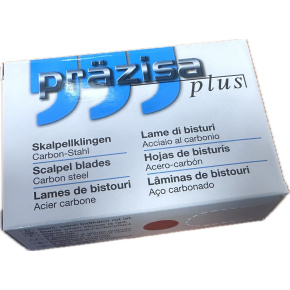 präzisa
plus
Skalpellklingen
Carbon-Stahl
Scalpel blades
Carbon steel
Lames de bistouri
Acier carbone
Lame di bisturi
Acciaio al carbonio
Hojas de bisturís
Acero-carbón
Lâminas de bisturi
Aço carbonado